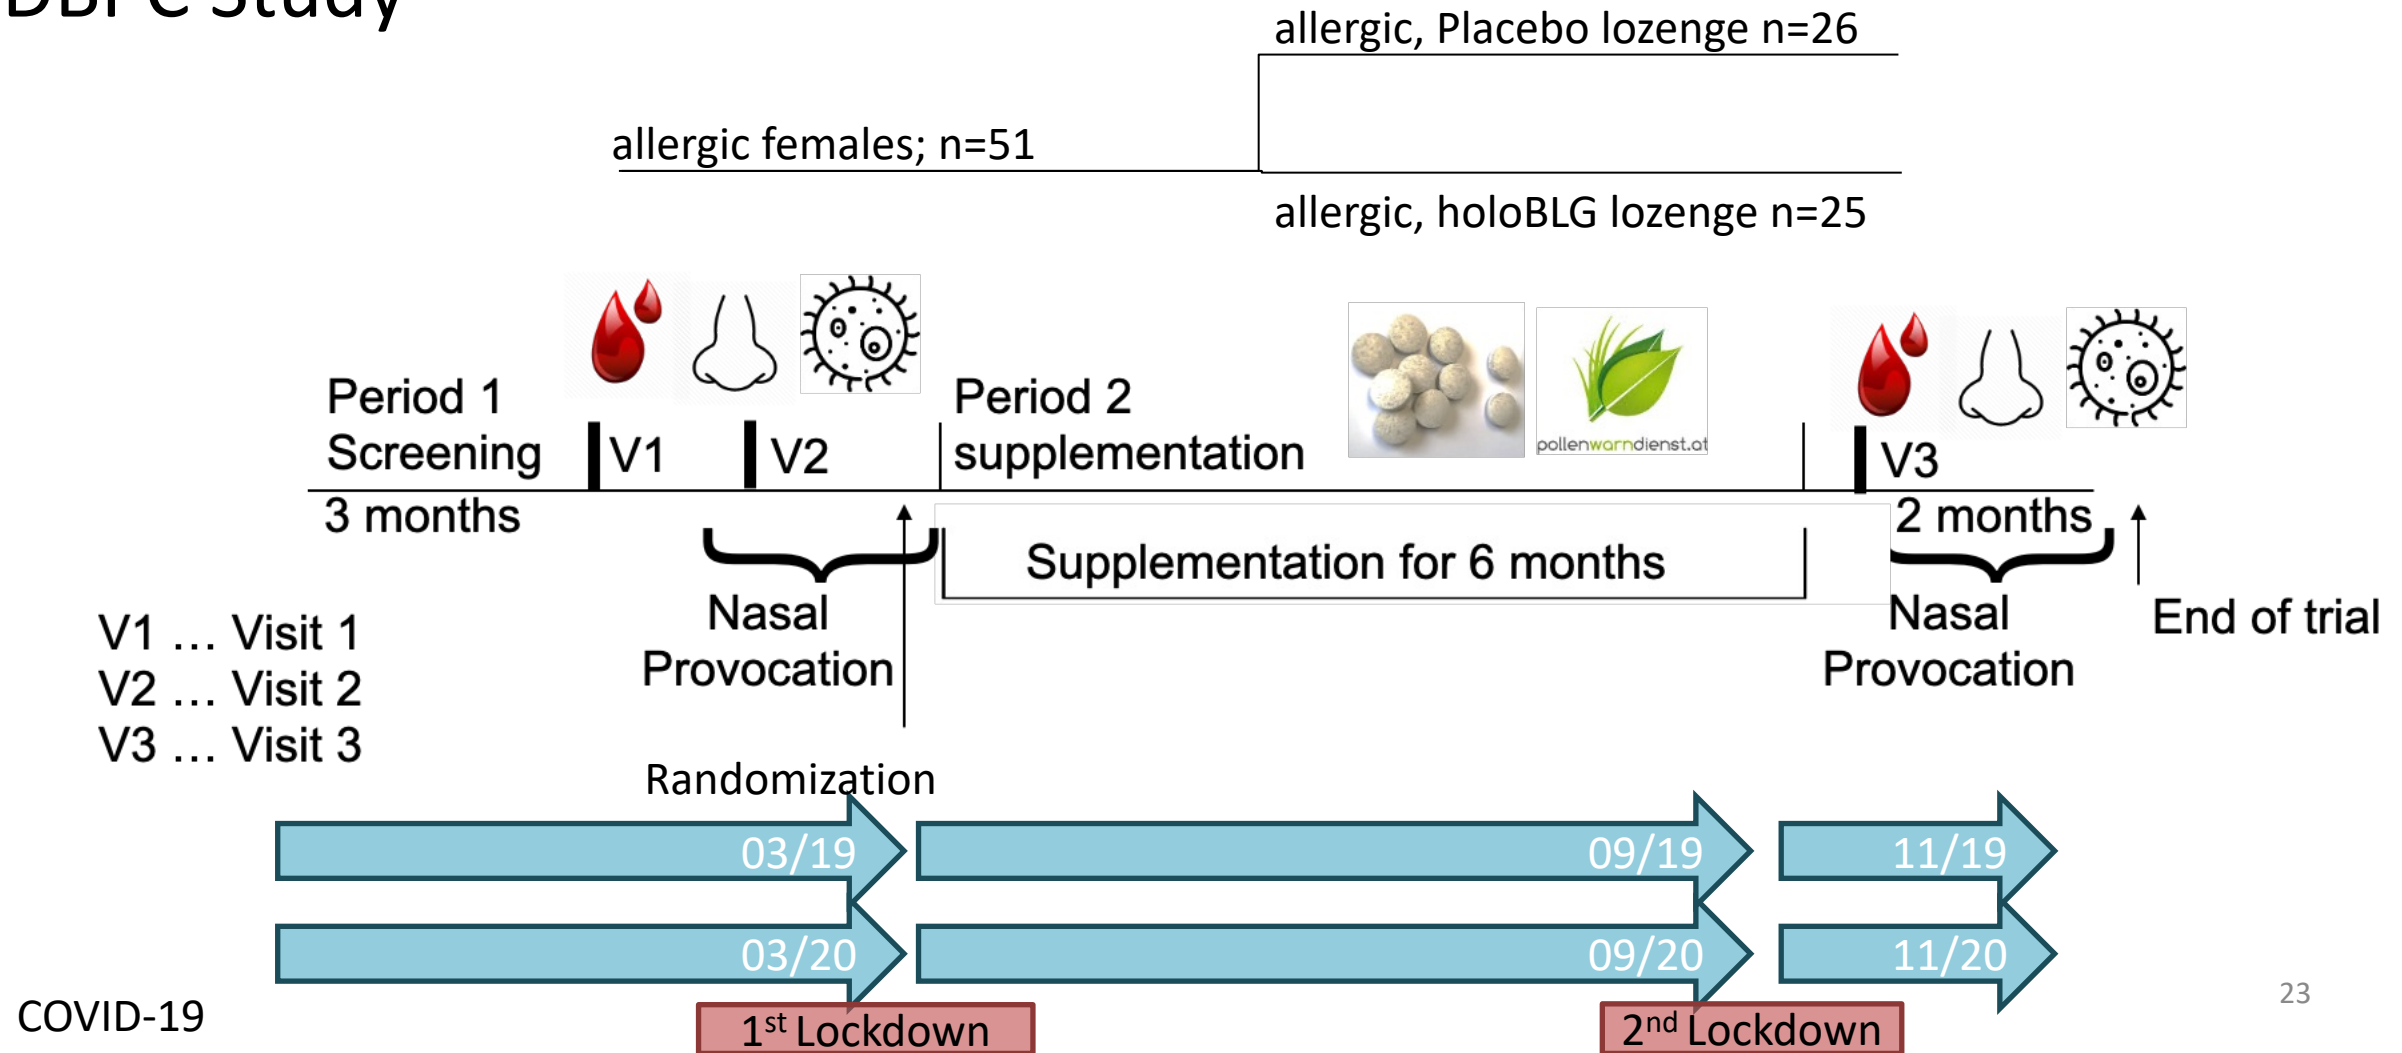 DBPC Study
allergic, Placebo lozenge n=26
allergic females; n=51
allergic, holoBLG lozenge n=25
Period 1
Screening
V1
V2
Period 2
supplementation
pollenwarndienst.at
V3
3 months
2 months
Supplementation for 6 months
Nasal
Provocation
Nasal
Provocation
End of trial
V1 … Visit 1
V2 … Visit 2
V3 … Visit 3
Randomization
03/19
09/19
11/19
03/20
09/20
11/20
COVID-19
1st Lockdown
2nd Lockdown
23